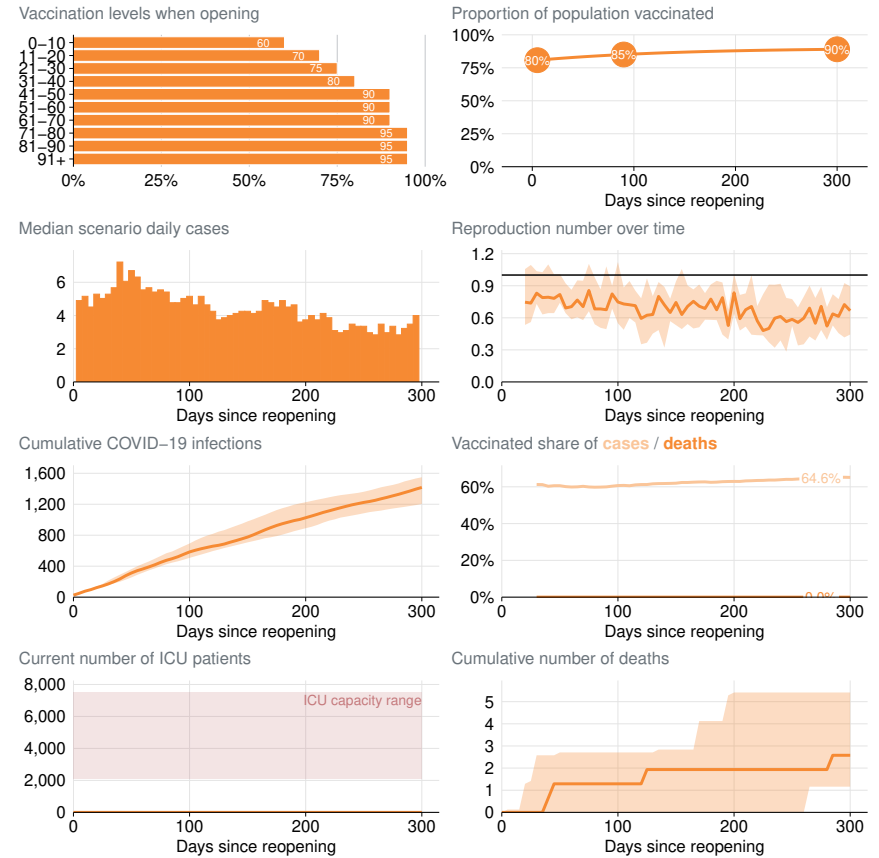 Vaccination levels when opening
0–10
11–20
21–30
31–40
41–50
51–60
61–70
71–80
81–90
91+
60
70
75
80
90
90
90
95
95
95
0% 25% 50% 75% 100%
Proportion of population vaccinated
100%
75%
50%
25%
0%
80% 85% 90%
0 100 200 300
Days since reopening
Median scenario daily cases
6
4
2
0
0 100 200 300
Days since reopening
Reproduction number over time
1.2
0.9
0.6
0.3
0.0
0 100 200 300
Days since reopening
Cumulative COVID–19 infections
1,600
1,200
800
400
0
0 100 200 300
Days since reopening
Vaccinated share of cases / deaths
60%
40%
20%
0%
64.6%
0.0%
0 100 200 300
Days since reopening
Current number of ICU patients
8,000
6,000
4,000
2,000
0
ICU capacity range
0 100 200 300
Days since reopening
Cumulative number of deaths
5
4
3
2
1
0
0 100 200 300
Days since reopening